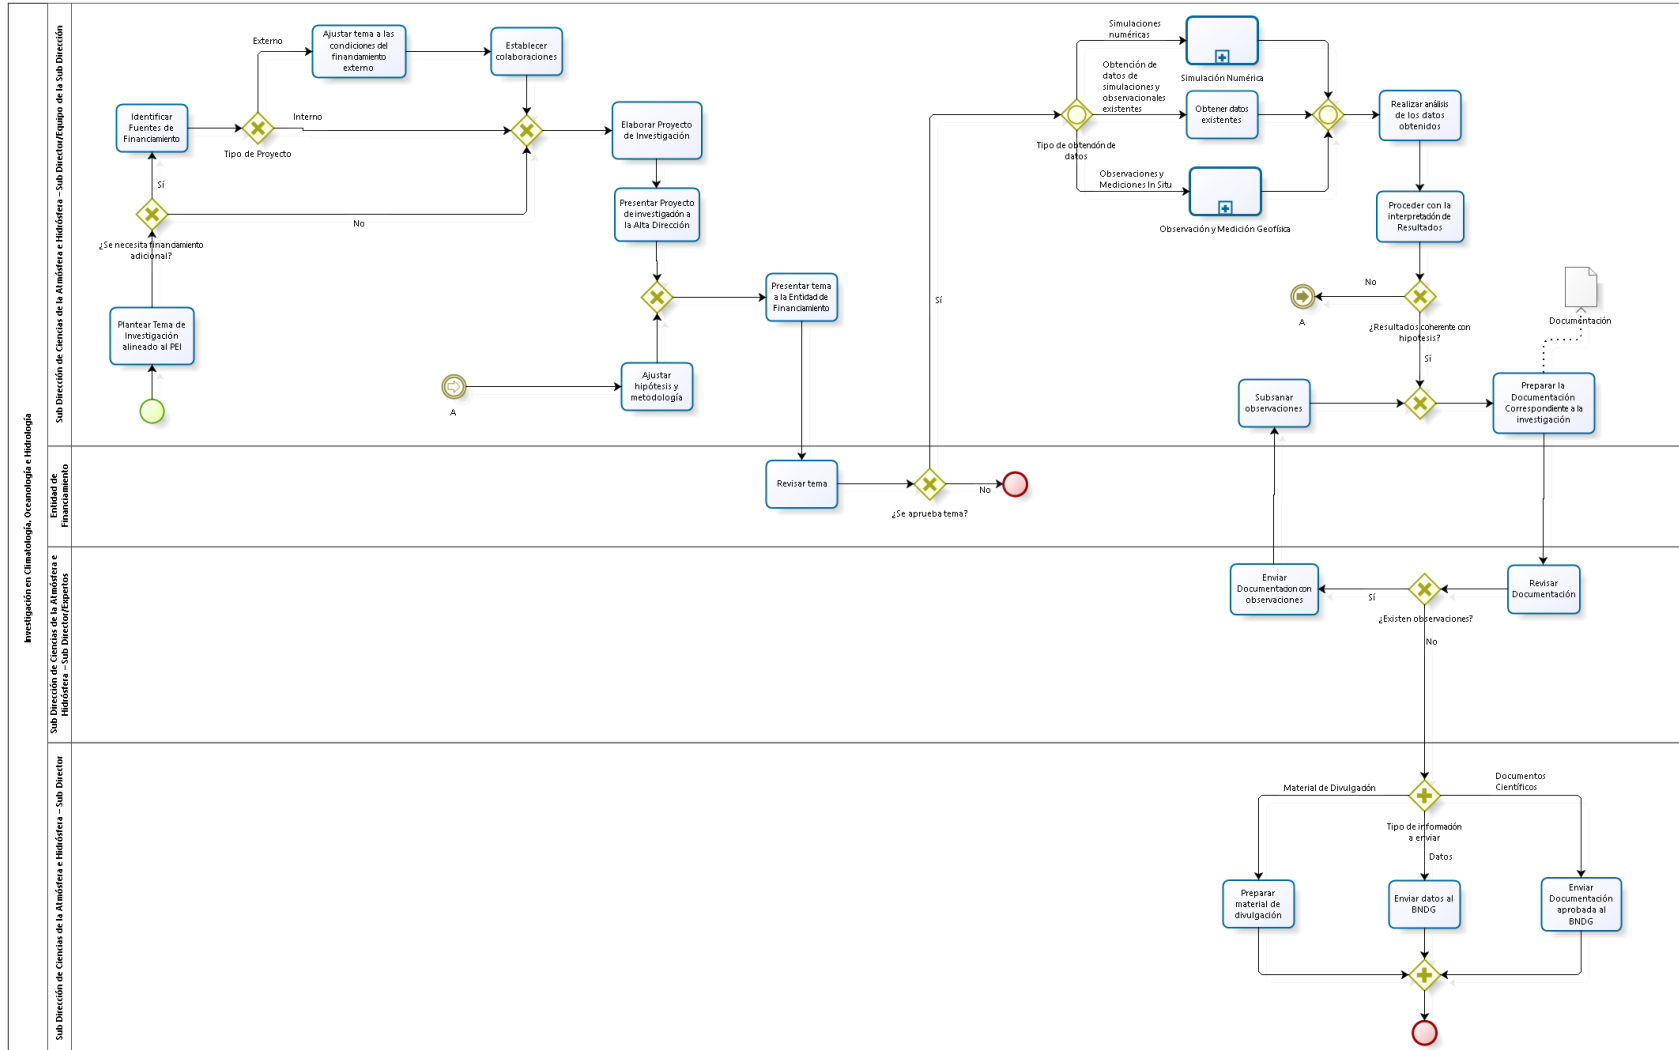 Investigación en Climatología, Oceanología e Hidrología
Sub Dirección de Ciencias de la Atmósfera e Hidrósfera – Sub Director/Equipo de la Sub Dirección
Externo
Ajustar tema a las
condiciones del
financiamiento
externo
Establecer
colaboraciones
Identificar
Fuentes de
Financiamiento
Interno
Tipo de Proyecto
Elaborar Proyecto
de Investigación
Sí
No
¿Se necesita financiamiento
adicional?
Presentar Proyecto
de investigación a
la Alta Dirección
Plantear Tema de
Investigación
alineado al PEI
Presentar tema
a la Entidad de
Financiamiento
A
Ajustar
hipótesis y
metodología
Sí
Simulaciones
numéricas
Simulación Numérica
Obtención de
datos de
simulaciones y
observacionales
existentes
Obtener datos
existentes
Tipo de obtención de
datos
Observaciones y
Mediciones In Situ
Observación y Medición Geofísica
Realizar análisis
de los datos
obtenidos
Proceder con la
interpretación de
Resultados
No
A
¿Resultados coherente con
hipotesis?
Sí
Documentación
Subsanar
observaciones
Preparar la
Documentación
Correspondiente a la
investigación
Entidad de
Financiamiento
Revisar tema
¿Se aprueba tema?
No
Sub Dirección de Ciencias de la Atmósfera e
Hidrósfera – Sub Director/Expertos
Enviar
Documentacion con
observaciones
Sí
¿Existen observaciones?
No
Revisar
Documentación
Sub Dirección de Ciencias de la Atmósfera e Hidrósfera – Sub Director
Material de Divulgación
Documentos
Científicos
Tipo de información
a enviar
Datos
Preparar
material de
divulgación
Enviar datos al
BNDG
Enviar
Documentación
aprobada al
BNDG